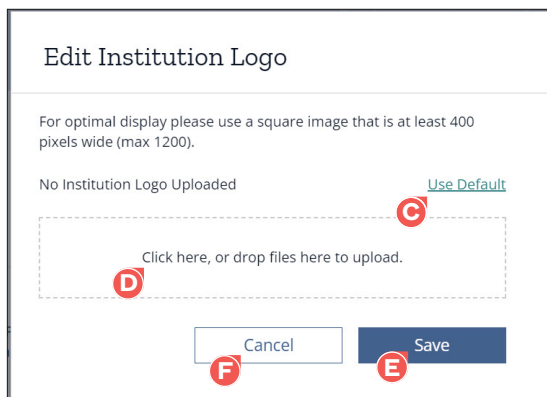 Edit Institution Logo
For optimal display please use a square image that is at least 400
pixels wide (max 1200).
No Institution Logo Uploaded Use Default
C
Click here, or drop files here to upload.
D
Cancel Save
F E